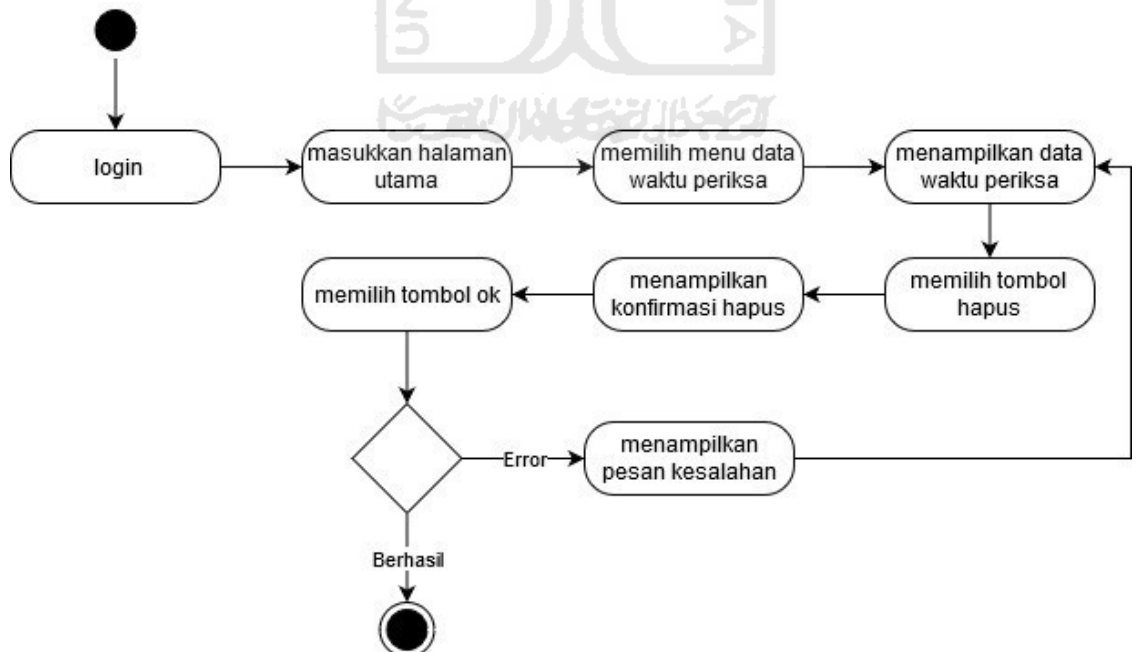 login
masukkan halaman
utama
memilih menu data
waktu periksa
menampilkan data
waktu periksa
memilih tombol ok
menampilkan
konfirmasi hapus
memilih tombol
hapus
Error
menampilkan
pesan kesalahan
Berhasil